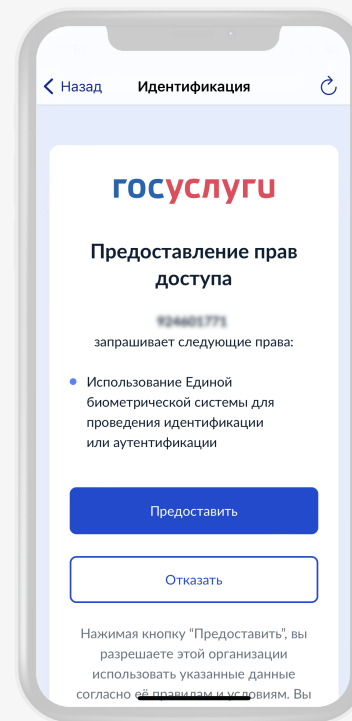 Назад Идентификация
госуслуги
Предоставление прав
доступа
запрашивает следующие права:
Использование Единой
биометрической системы для
проведения идентификации
или аутентификации
Предоставить
Отказать
Нажимая кнопку “Предоставить”, вы
разрешаете этой организации
использовать указанные данные
согласно её правилам и условиям. Вы